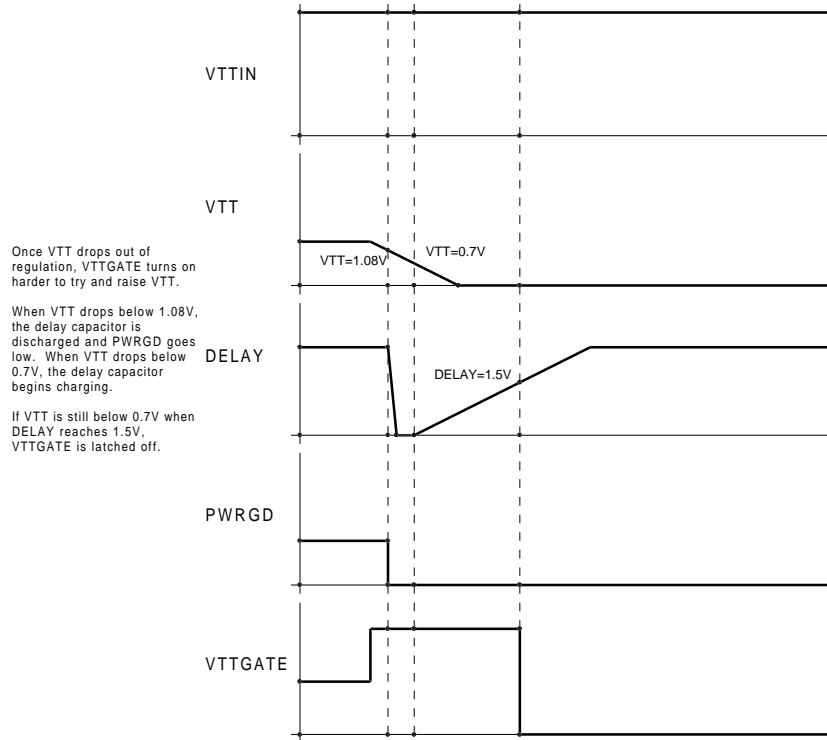 VTTIN
VTT
VTT=1.08V
VTT=0.7V
Once VTT drops out of
regulation, VTTGATE turns on
harder to try and raise VTT.
When VTT drops below 1.08V,
the delay capacitor is
discharged and PWRGD goes
low. When VTT drops below
0.7V, the delay capacitor
begins charging.
If VTT is still below 0.7V when
DELAY reaches 1.5V,
VTTGATE is latched off.
DELAY
DELAY=1.5V
PWRGD
VTTGATE